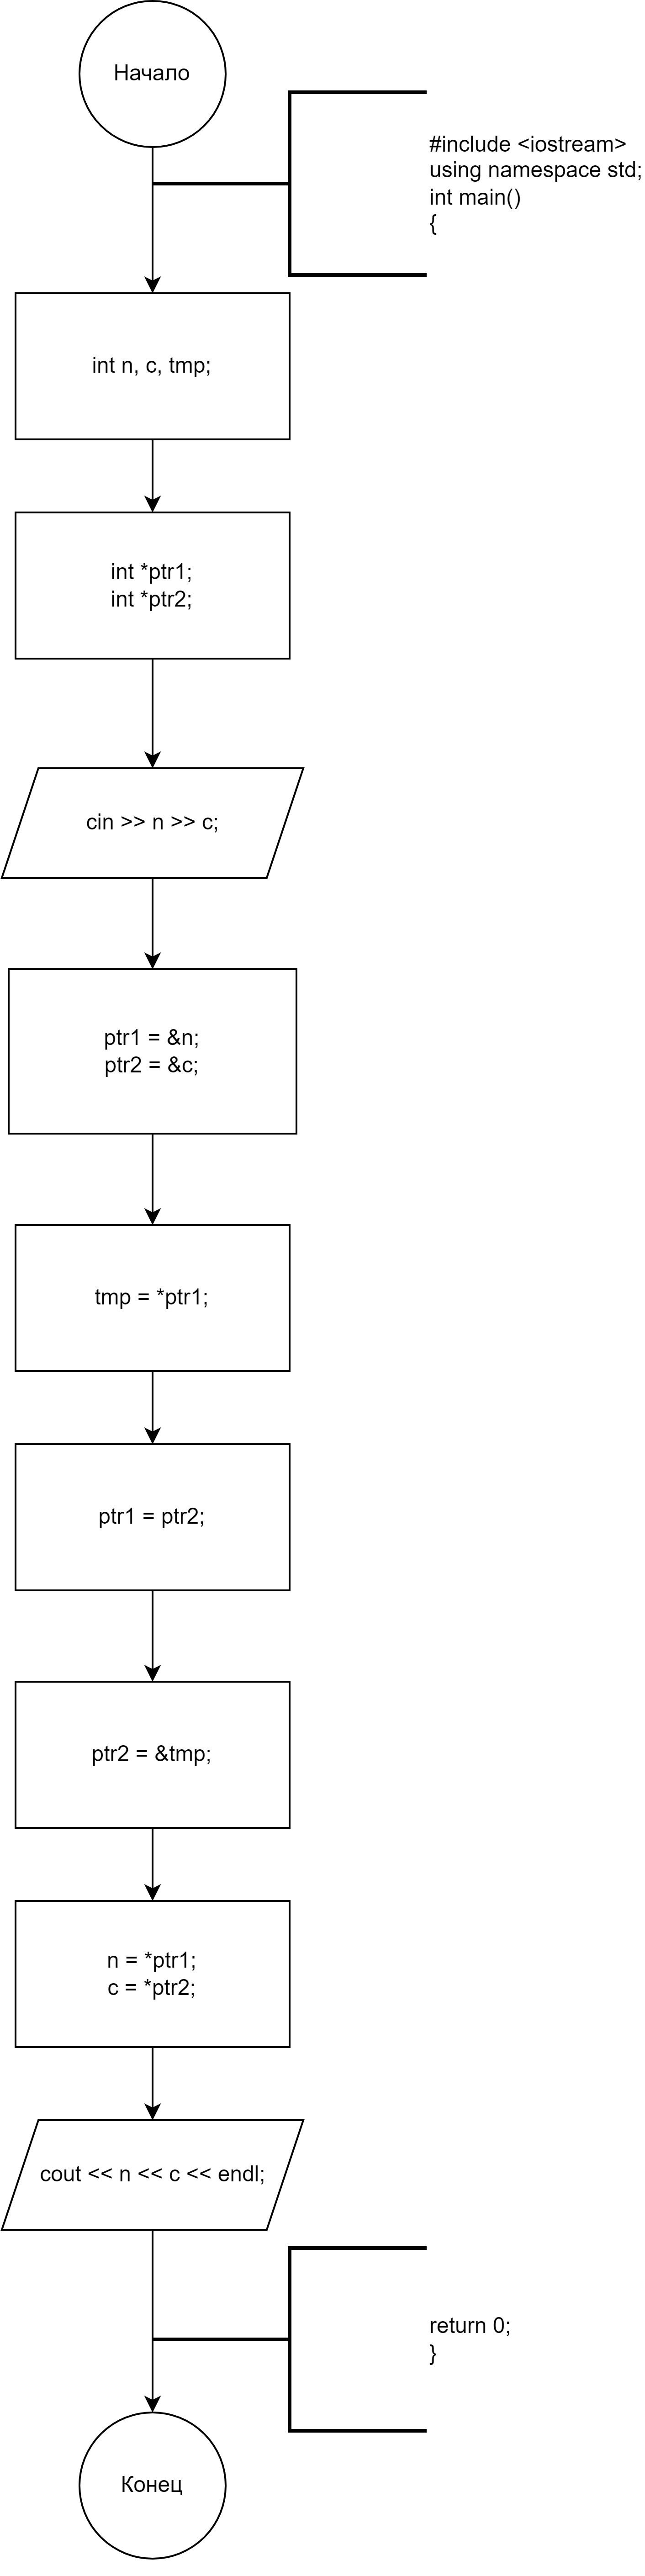 Начало
#include <iostream>
using namespace std;
int main()
{
int n, c, tmp;
int *ptr1;
int *ptr2;
cin >> n >> c;
ptr1 = &n;
ptr2 = &c;
tmp = *ptr1;
ptr1 = ptr2;
ptr2 = &tmp;
n = *ptr1;
c = *ptr2;
cout << n << c << endl;
return 0;
}
Конец